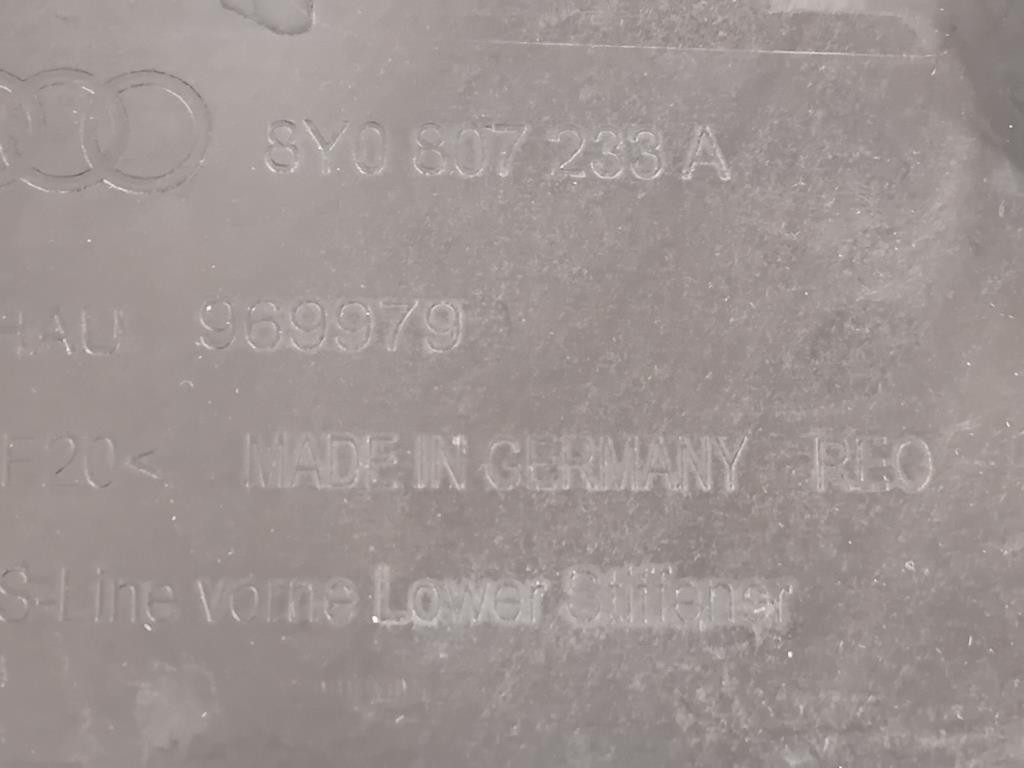 8Y0 807 233 A
HAU 969979
F20< MADE IN GERMANY REO
S-Line vorne Lower Stiffener